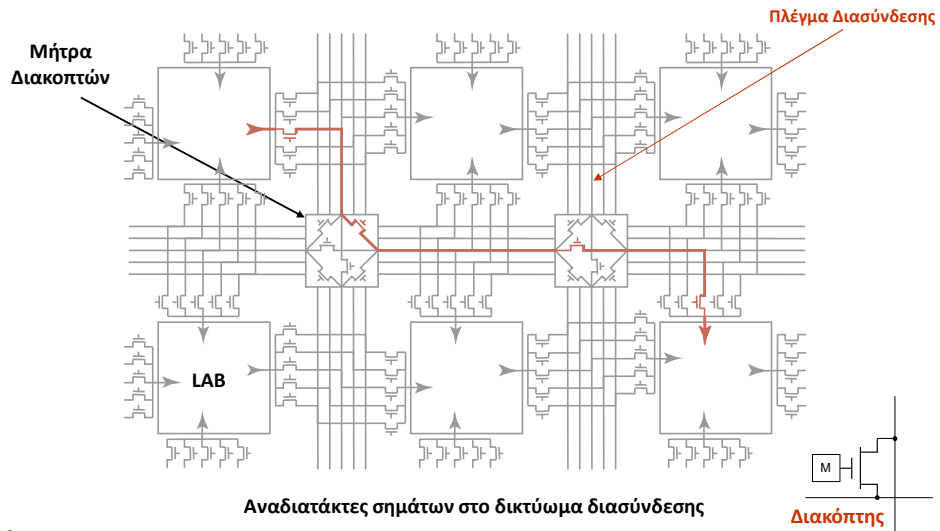 Πλέγμα Διασύνδεσης
Μήτρα
Διακοπτών
LAB
M
Αναδιατάκτες σημάτων στο δικτύωμα διασύνδεσης
Διακόπτης